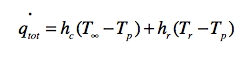 q̇_tot = h_c(T_∞ − T_p) + h_r(T_r − T_p)